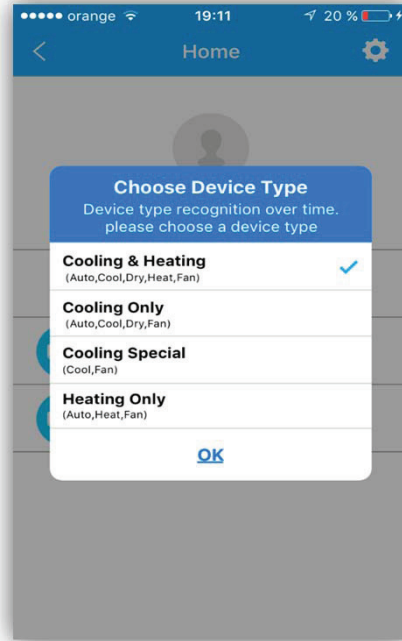 orange 19:11 20 %
Home
Choose Device Type
Device type recognition over time.
please choose a device type
Cooling & Heating
(Auto,Cool,Dry,Heat,Fan)
Cooling Only
(Auto,Cool,Dry,Fan)
Cooling Special
(Cool,Fan)
Heating Only
(Auto,Heat,Fan)
OK